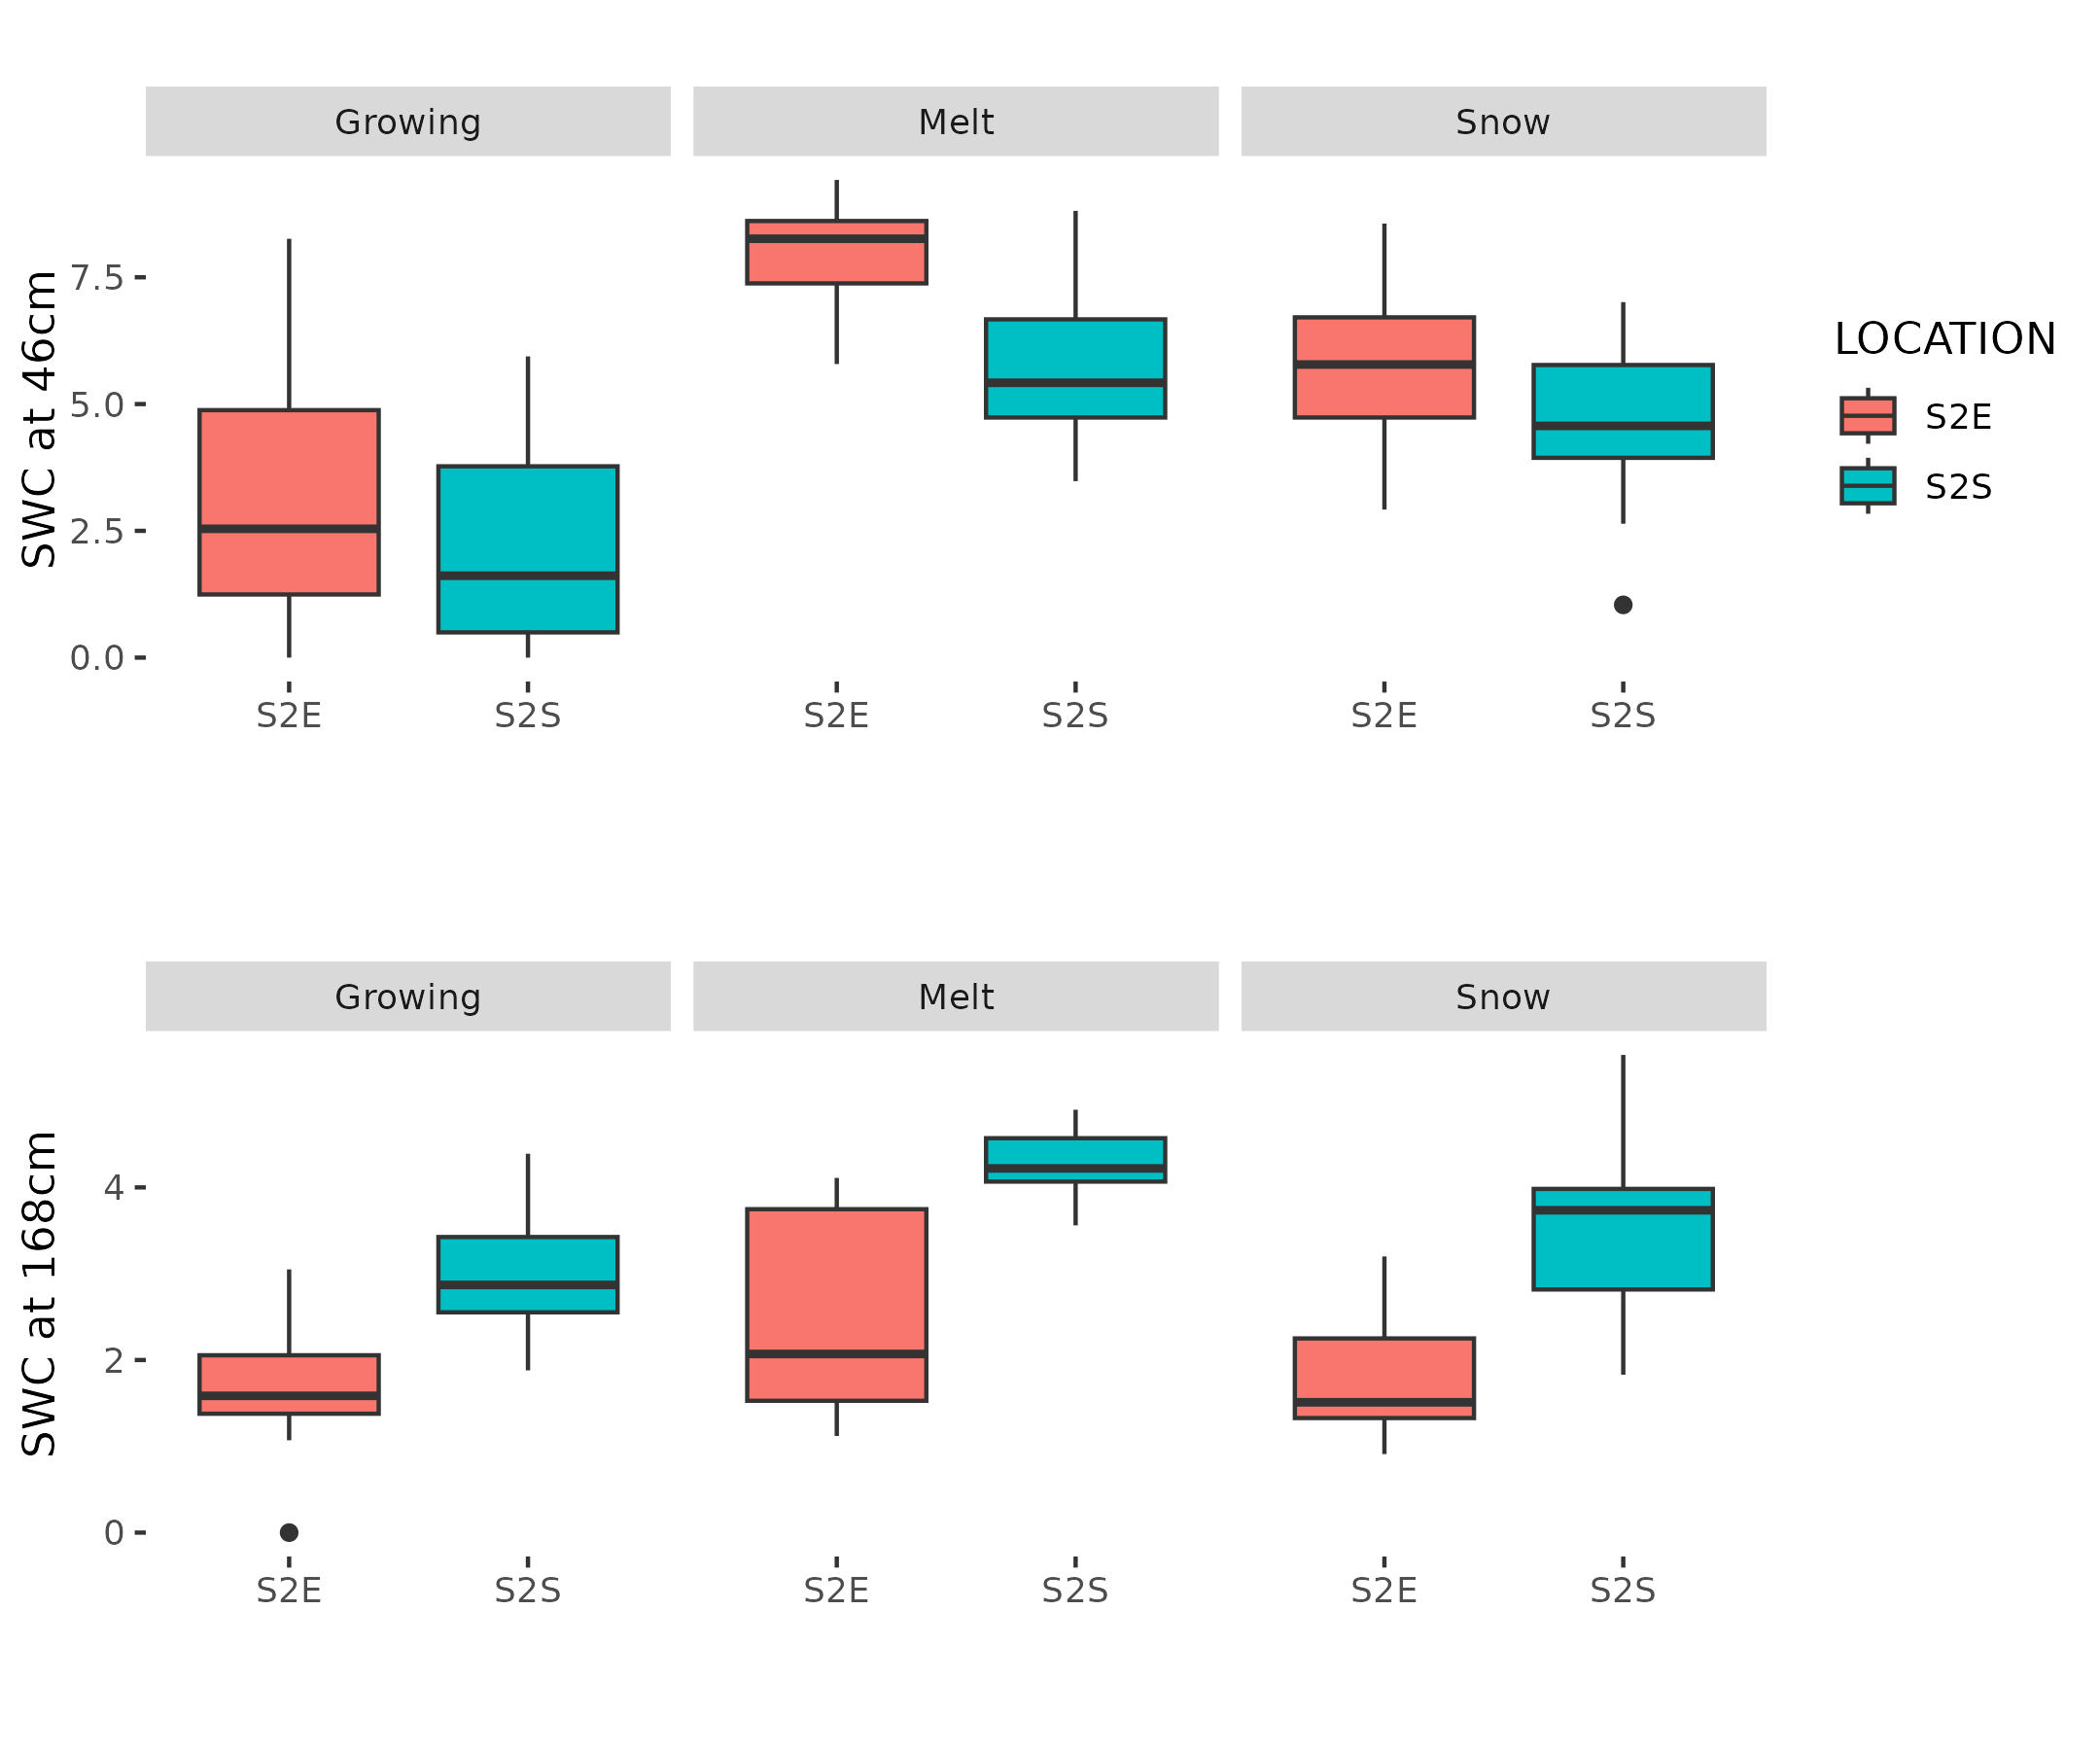 Growing Melt Snow
SWC at 46cm
7.5
5.0
2.5
0.0
S2E S2S S2E S2S S2E S2S
LOCATION
S2E
S2S
Growing Melt Snow
SWC at 168cm
4
2
0
S2E S2S S2E S2S S2E S2S